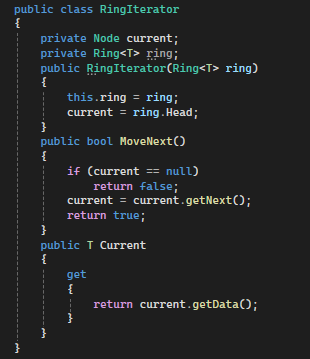 public class RingIterator
{
    private Node current;
    private Ring<T> ring;
    public RingIterator(Ring<T> ring)
    {
        this.ring = ring;
        current = ring.Head;
    }
    public bool MoveNext()
    {
        if (current == null)
            return false;
        current = current.getNext();
        return true;
    }
    public T Current
    {
        get
        {
            return current.getData();
        }
    }
}